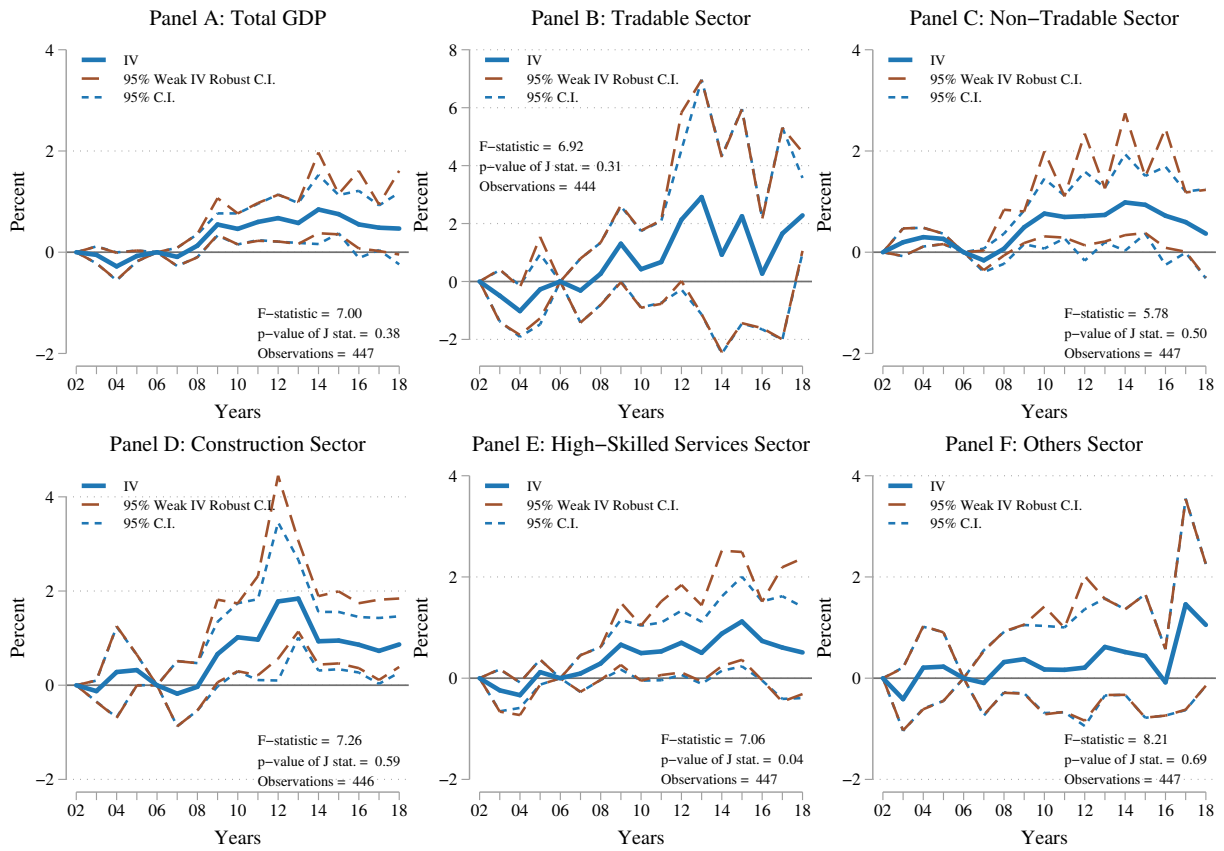 Panel A: Total GDP
4
2
0
−2
Percent
IV
95% Weak IV Robust C.I.
95% C.I.
F−statistic = 7.00
p−value of J stat. = 0.38
Observations = 447
02 04 06 08 10 12 14 16 18
Years
Panel B: Tradable Sector
8
6
4
2
0
−2
Percent
IV
95% Weak IV Robust C.I.
95% C.I.
F−statistic = 6.92
p−value of J stat. = 0.31
Observations = 444
02 04 06 08 10 12 14 16 18
Years
Panel C: Non−Tradable Sector
4
2
0
−2
Percent
IV
95% Weak IV Robust C.I.
95% C.I.
F−statistic = 5.78
p−value of J stat. = 0.50
Observations = 447
02 04 06 08 10 12 14 16 18
Years
Panel D: Construction Sector
4
2
0
−2
Percent
IV
95% Weak IV Robust C.I.
95% C.I.
F−statistic = 7.26
p−value of J stat. = 0.59
Observations = 446
02 04 06 08 10 12 14 16 18
Years
Panel E: High−Skilled Services Sector
4
2
0
−2
Percent
IV
95% Weak IV Robust C.I.
95% C.I.
F−statistic = 7.06
p−value of J stat. = 0.04
Observations = 447
02 04 06 08 10 12 14 16 18
Years
Panel F: Others Sector
4
2
0
−2
Percent
IV
95% Weak IV Robust C.I.
95% C.I.
F−statistic = 8.21
p−value of J stat. = 0.69
Observations = 447
02 04 06 08 10 12 14 16 18
Years